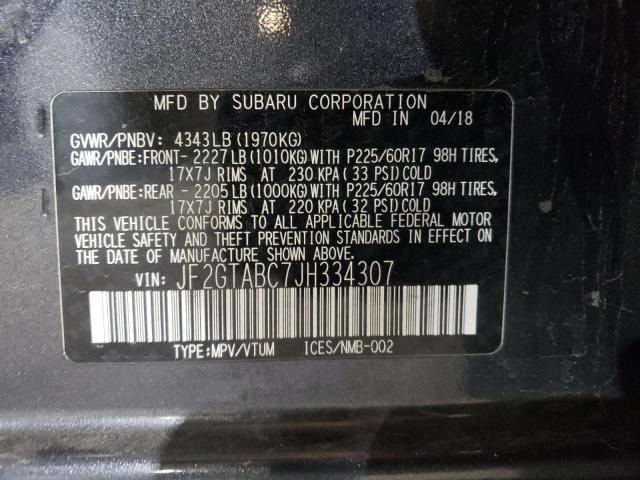 MFD BY SUBARU CORPORATION
MFD IN 04/18
GVWR/PNBV: 4343LB (1970KG)
GAWR/PNBE:FRONT- 2227LB (1010KG) WITH P225/60R17 98H TIRES,
17X7J RIMS AT 230 KPA (33 PSI) COLD
GAWR/PNBE:REAR - 2205LB (1000KG) WITH P225/60R17 98H TIRES,
17X7J RIMS AT 220 KPA (32 PSI) COLD
THIS VEHICLE CONFORMS TO ALL APPLICABLE FEDERAL MOTOR
VEHICLE SAFETY AND THEFT PREVENTION STANDARDS IN EFFECT
ON THE DATE OF MANUFACTURE SHOWN ABOVE.
VIN: JF2GTABC7JH334307
TYPE:MPV/VTUM ICES/NMB-002